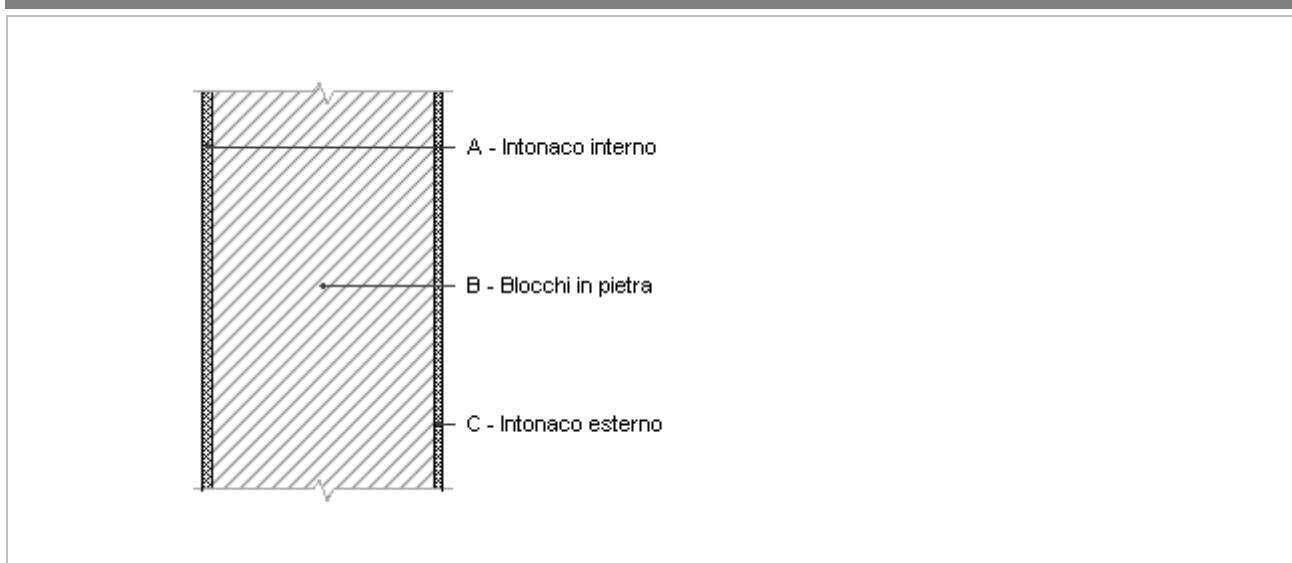 A - Intonaco interno
B - Blocchi in pietra
C - Intonaco esterno